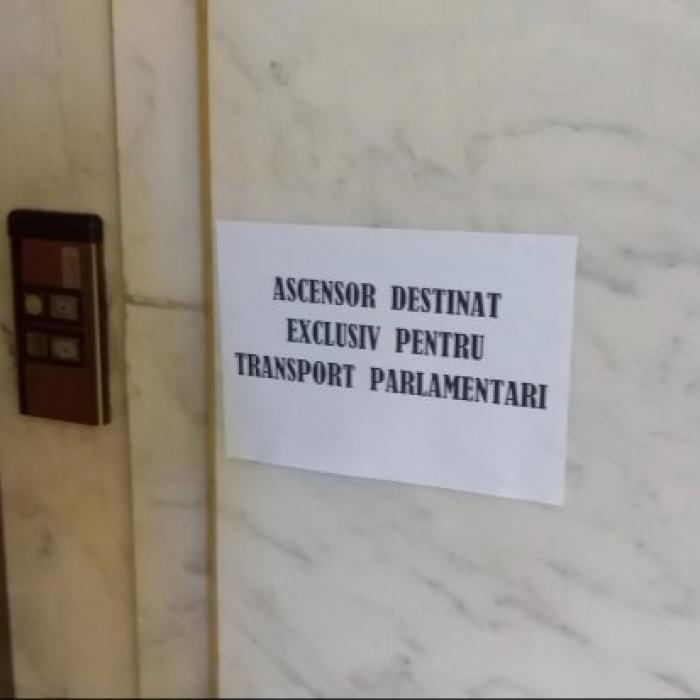 ASCENSOR DESTINAT
EXCLUSIV PENTRU
TRANSPORT PARLAMENTARI